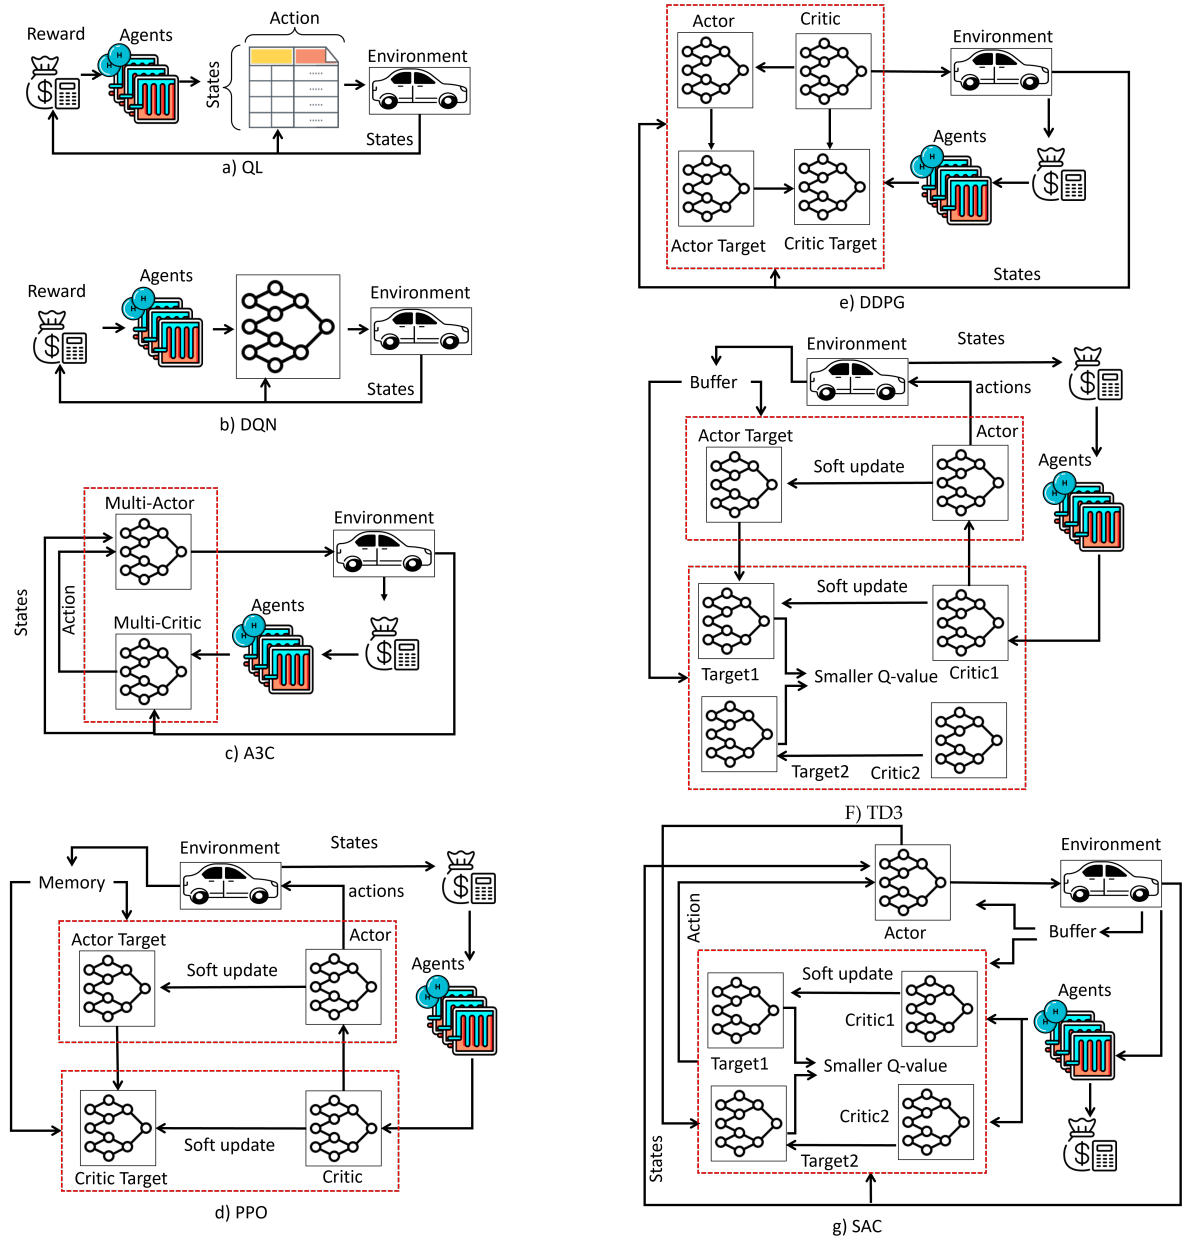 Action
Reward
Agents
Environment
States
States
a) QL
Reward
Agents
Environment
States
b) DQN
Multi-Actor
Environment
States
Action
Multi-Critic
Agents
c) A3C
Environment
States
Memory
actions
Actor Target
Actor
Soft update
Agents
Soft update
Critic Target
Critic
d) PPO
Actor
Critic
Environment
Agents
Actor Target
Critic Target
States
e) DDPG
Environment
States
Buffer
actions
Actor Target
Actor
Soft update
Agents
Soft update
Target1
Smaller Q-value
Critic1
Target2
Critic2
F) TD3
Environment
Action
Actor
Buffer
Soft update
Agents
Critic1
Target1
Smaller Q-value
Critic2
Target2
States
g) SAC
H
H
H
H
H
H
H
H
H
H
H
H
H
H
$
$
$
$
$
$
$